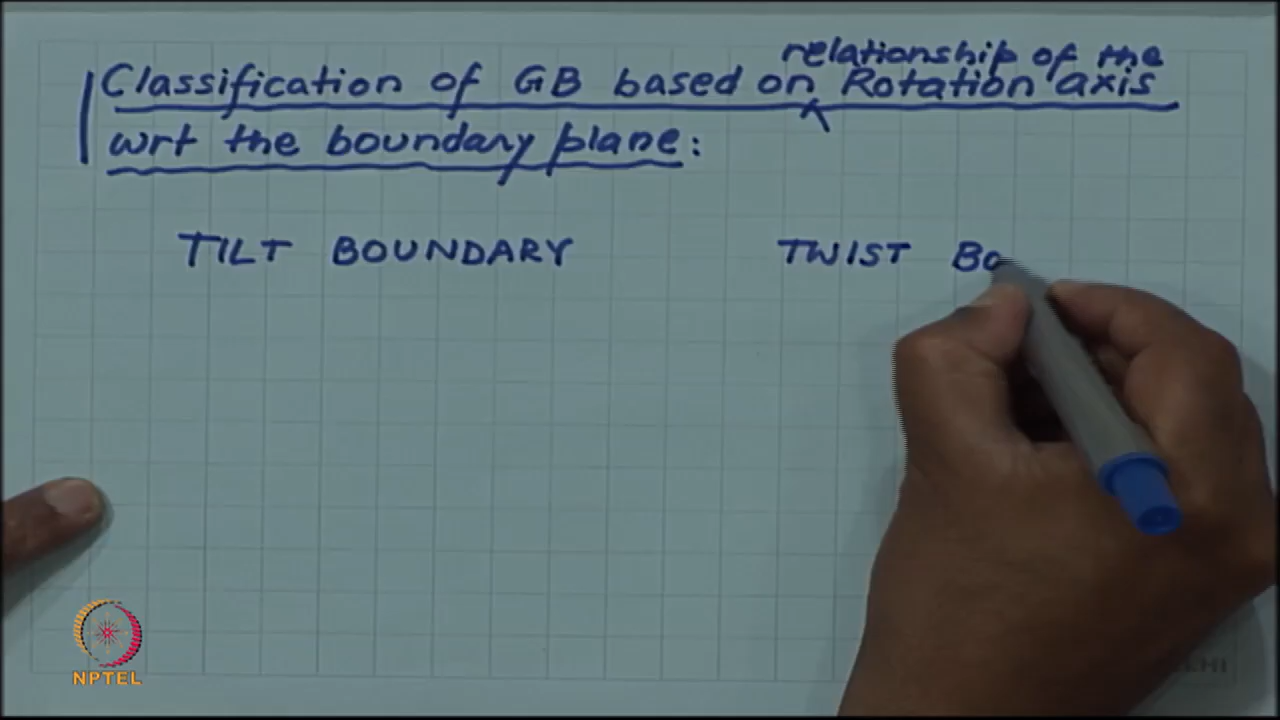 relationship of the
Classification of GB based on Rotation axis
wrt the boundary plane:
TILT BOUNDARY TWIST Bo
NPTEL